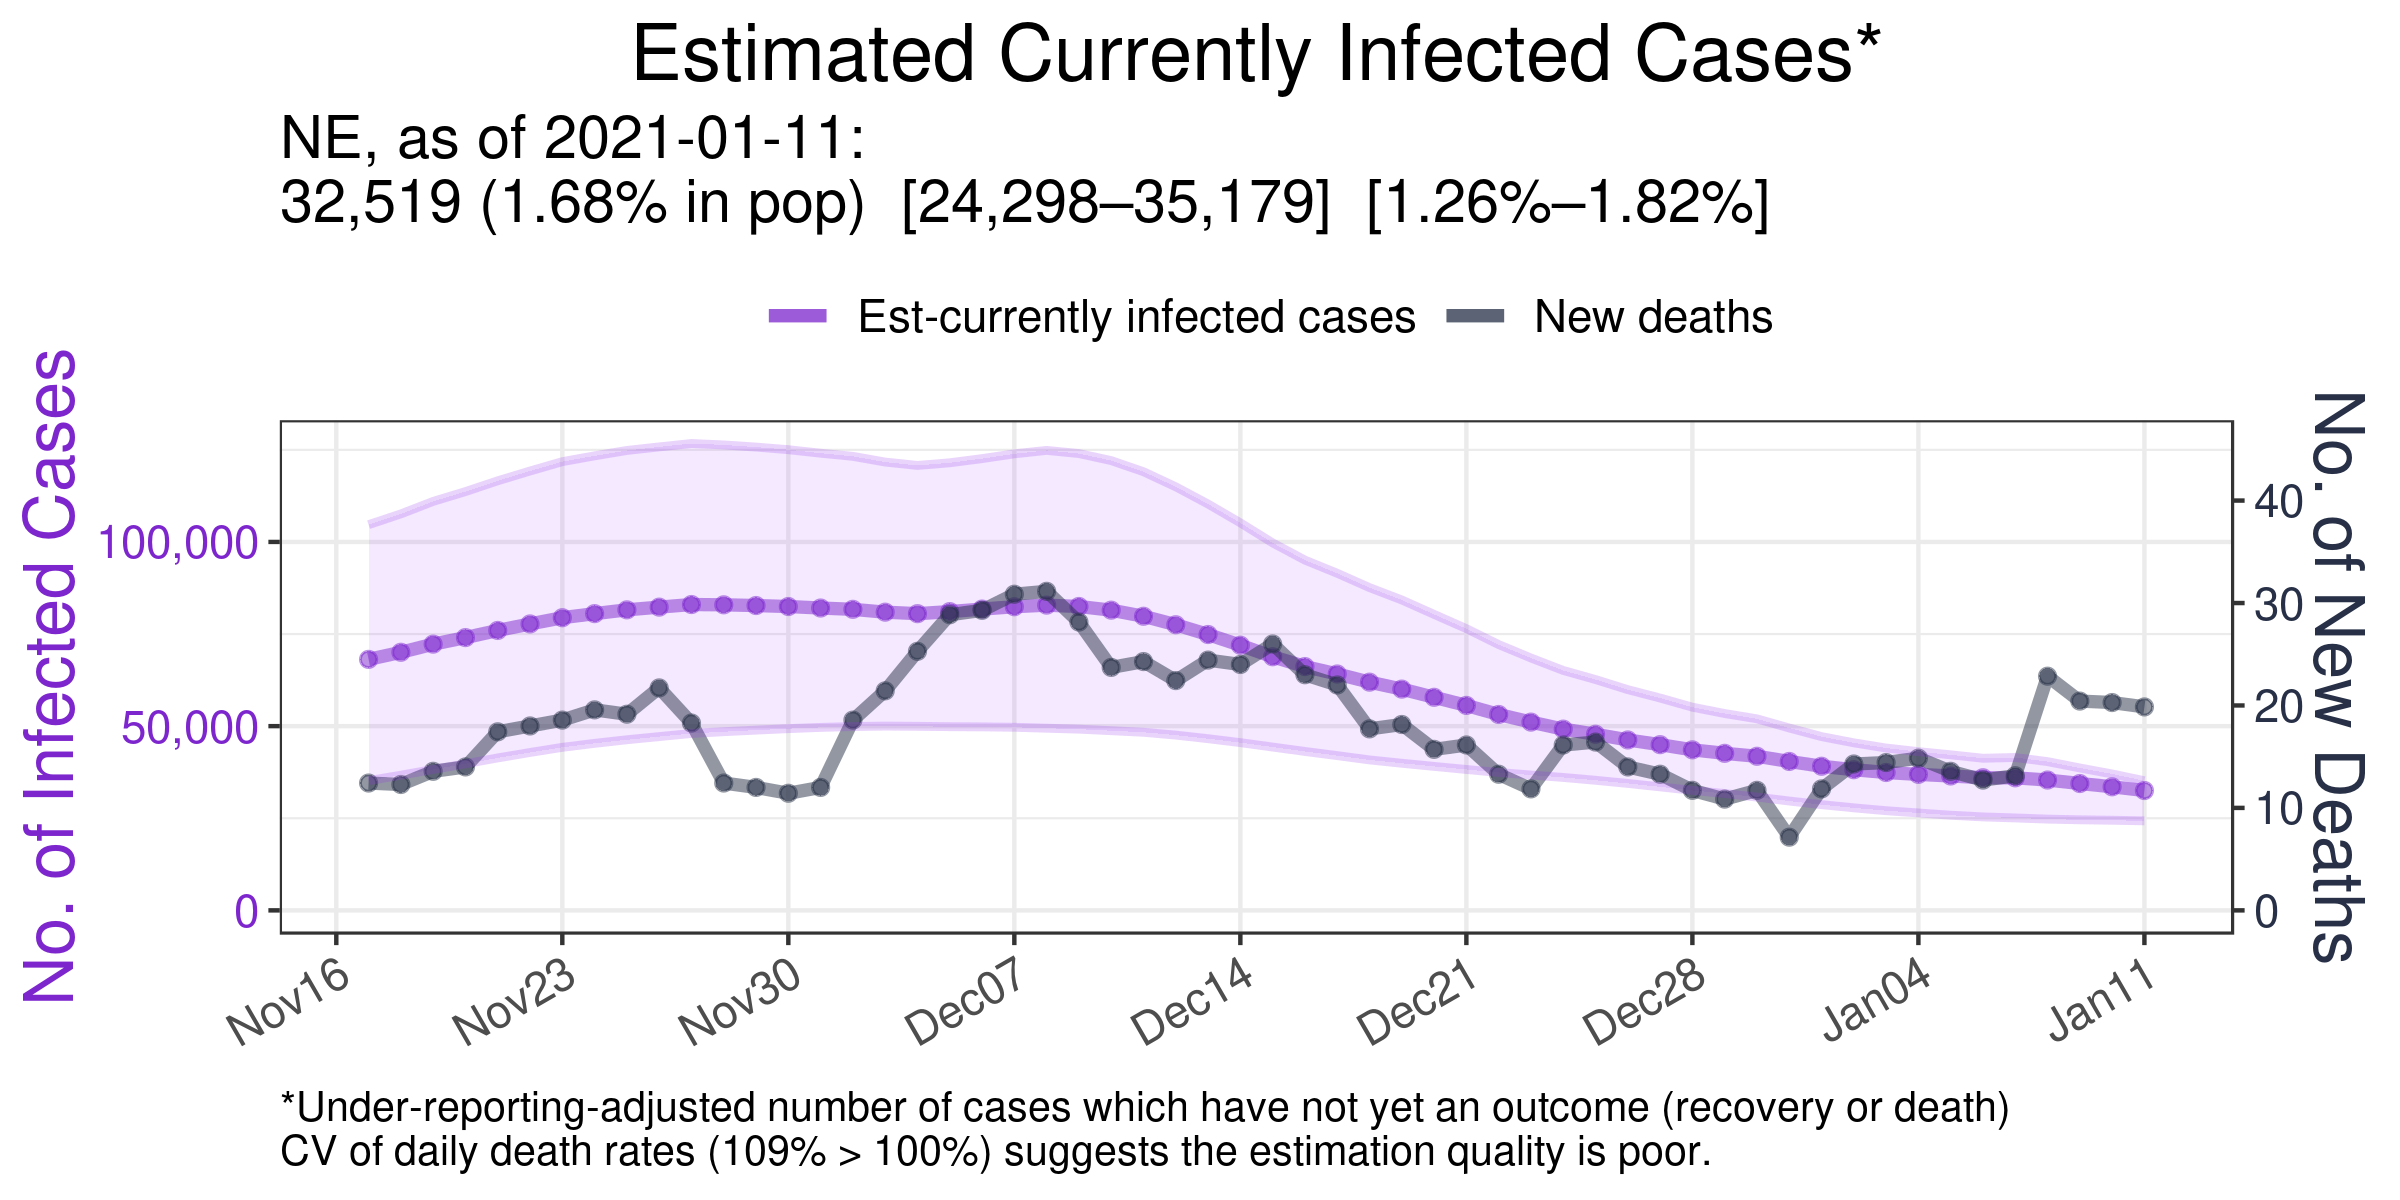 Estimated Currently Infected Cases*
NE, as of 2021-01-11:
32,519 (1.68% in pop)  [24,298–35,179]  [1.26%–1.82%]
Est-currently infected cases
New deaths
No. of Infected Cases
100,000
50,000
0
No. of New Deaths
40
30
20
10
0
Nov16
Nov23
Nov30
Dec07
Dec14
Dec21
Dec28
Jan04
Jan11
*Under-reporting-adjusted number of cases which have not yet an outcome (recovery or death)
CV of daily death rates (109% > 100%) suggests the estimation quality is poor.